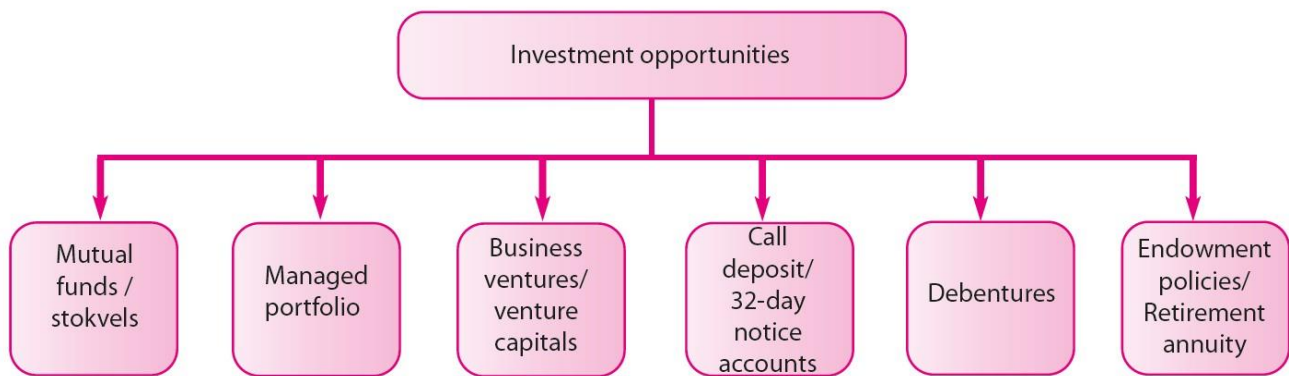 Investment opportunities
Mutual
funds /
stokvels
Managed
portfolio
Business
ventures/
venture
capitals
Call
deposit/
32-day
notice
accounts
Debentures
Endowment
policies/
Retirement
annuity